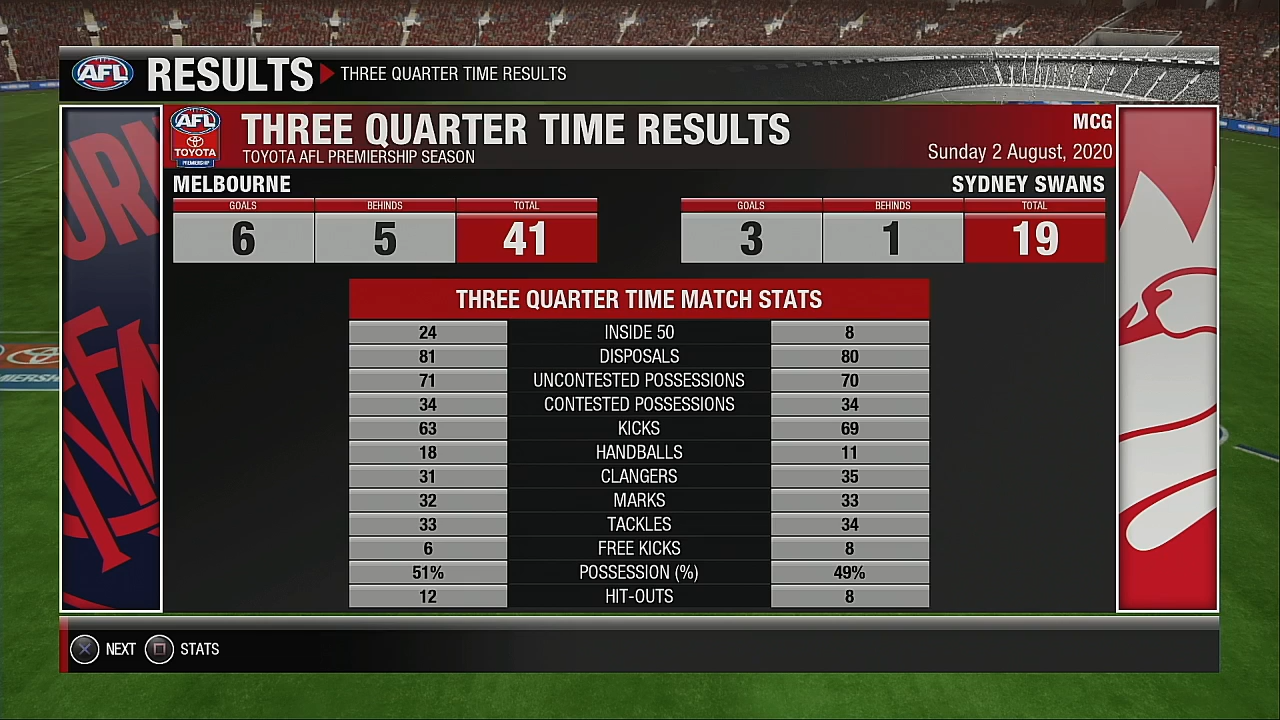 AFL RESULTS THREE QUARTER TIME RESULTS
AFL TOYOTA PREMIERSHIP
THREE QUARTER TIME RESULTS MCG
TOYOTA AFL PREMIERSHIP SEASON Sunday 2 August, 2020
MELBOURNE SYDNEY SWANS
GOALS BEHINDS TOTAL GOALS BEHINDS TOTAL
6 5 41 3 1 19
THREE QUARTER TIME MATCH STATS
24 INSIDE 50 8
81 DISPOSALS 80
71 UNCONTESTED POSSESSIONS 70
34 CONTESTED POSSESSIONS 34
63 KICKS 69
18 HANDBALLS 11
31 CLANGERS 35
32 MARKS 33
33 TACKLES 34
6 FREE KICKS 8
51% POSSESSION (%) 49%
12 HIT-OUTS 8
NEXT STATS